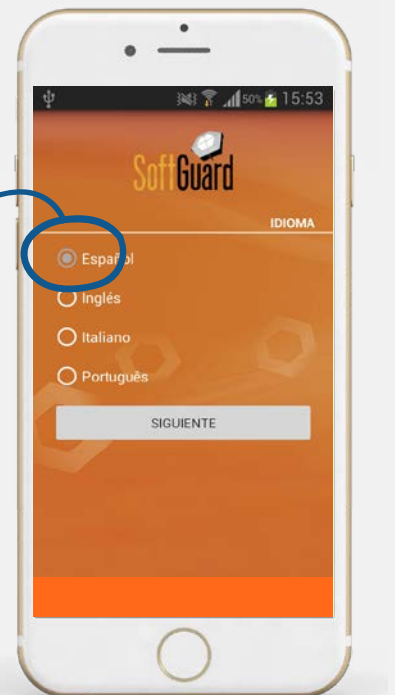 50% 15:53
SoftGuard
IDIOMA
Español
Inglés
Italiano
Português
SIGUIENTE